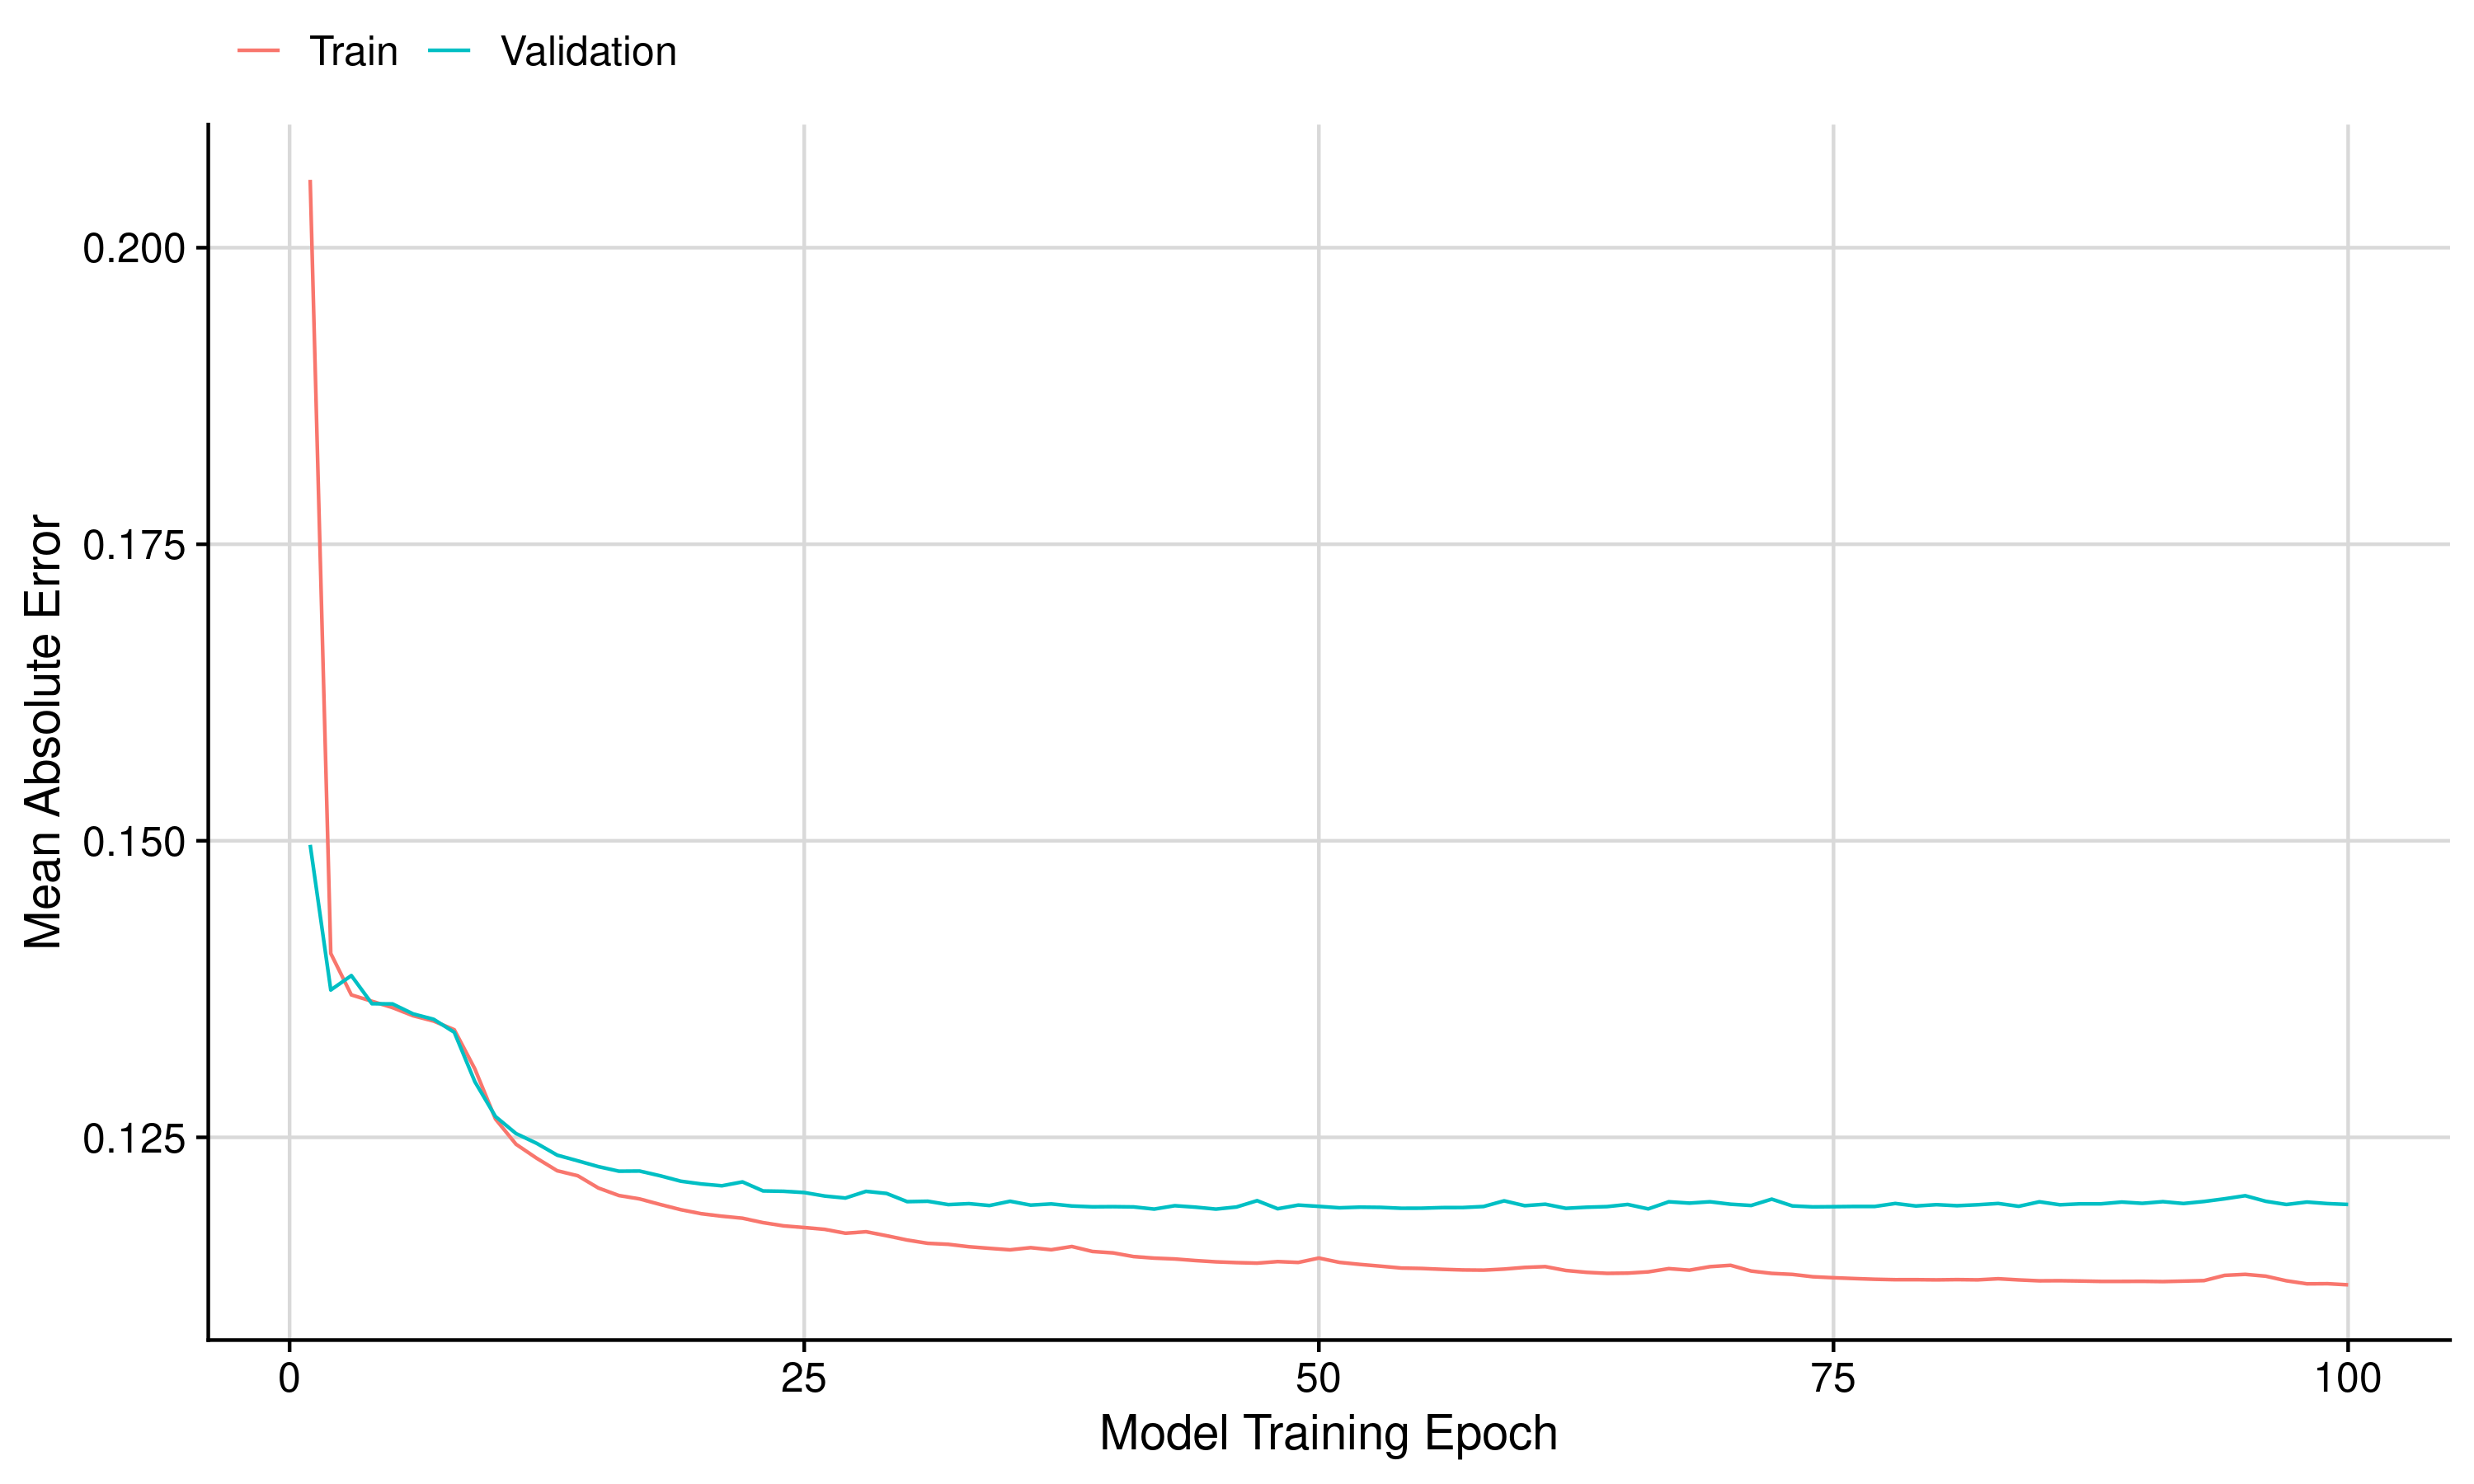 Train Validation
0.200
0.175
0.150
0.125
Mean Absolute Error
0 25 50 75 100
Model Training Epoch